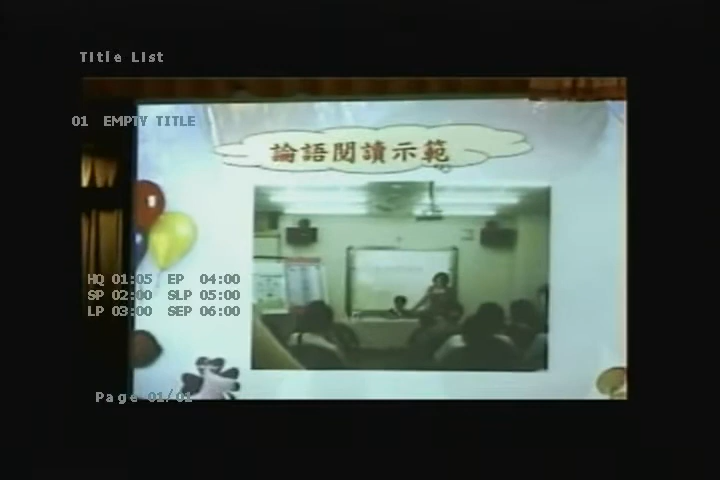 Title List
01 EMPTY TITLE
論語閱讀示範
HQ 01:05 EP 04:00
SP 02:00 SLP 05:00
LP 03:00 SEP 06:00
Page 01/01